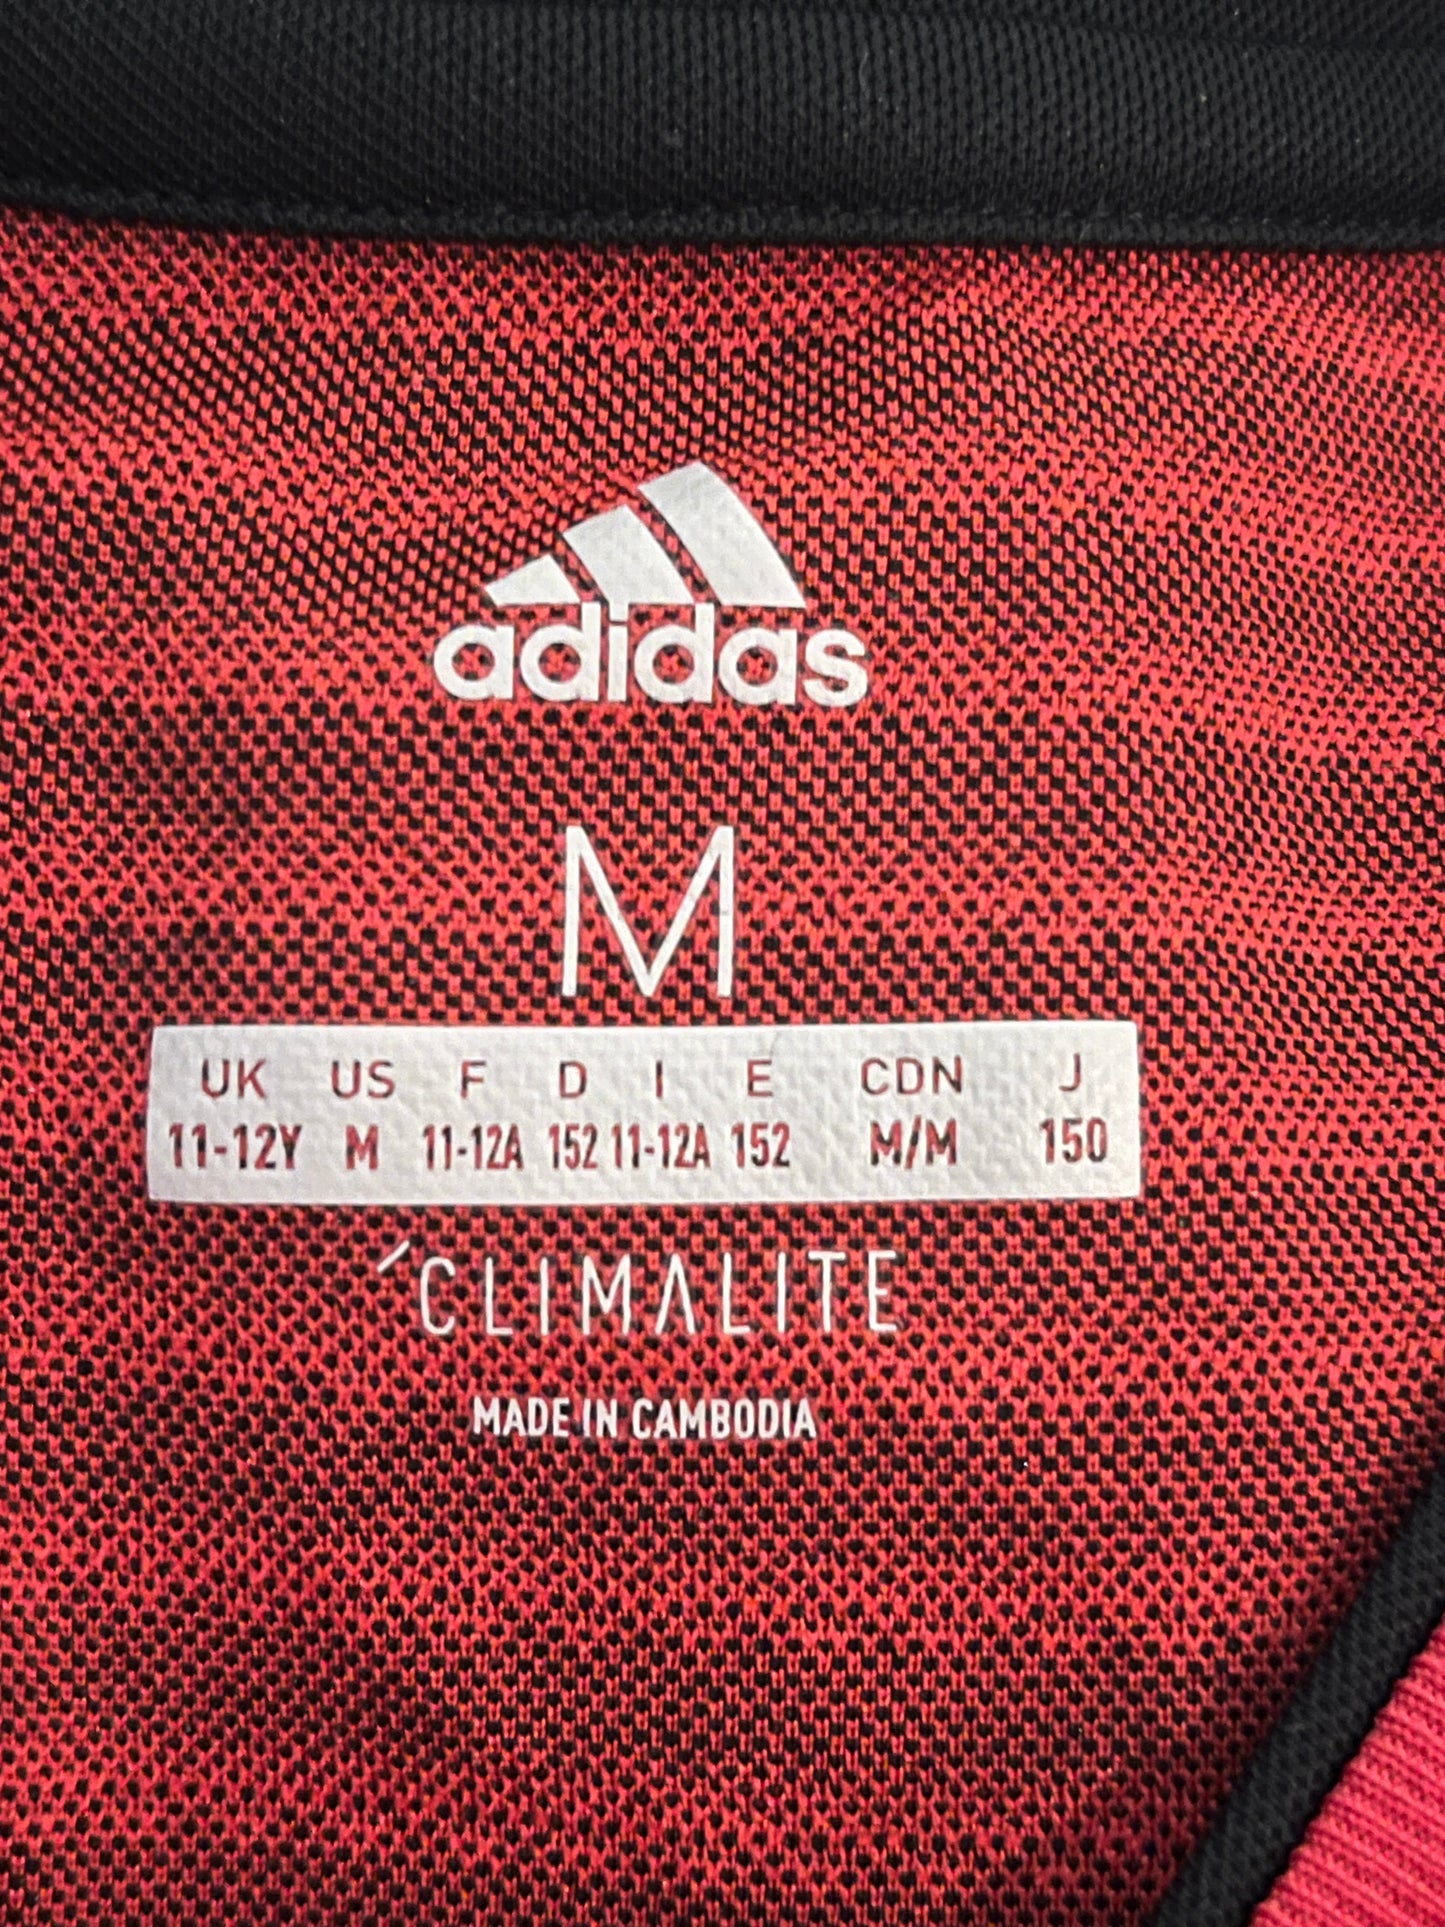 adidas
M
UK US F D I E CDN J
11-12Y M 11-12A 152 11-12A 152 M/M 150
´CLIMALITE
MADE IN CAMBODIA